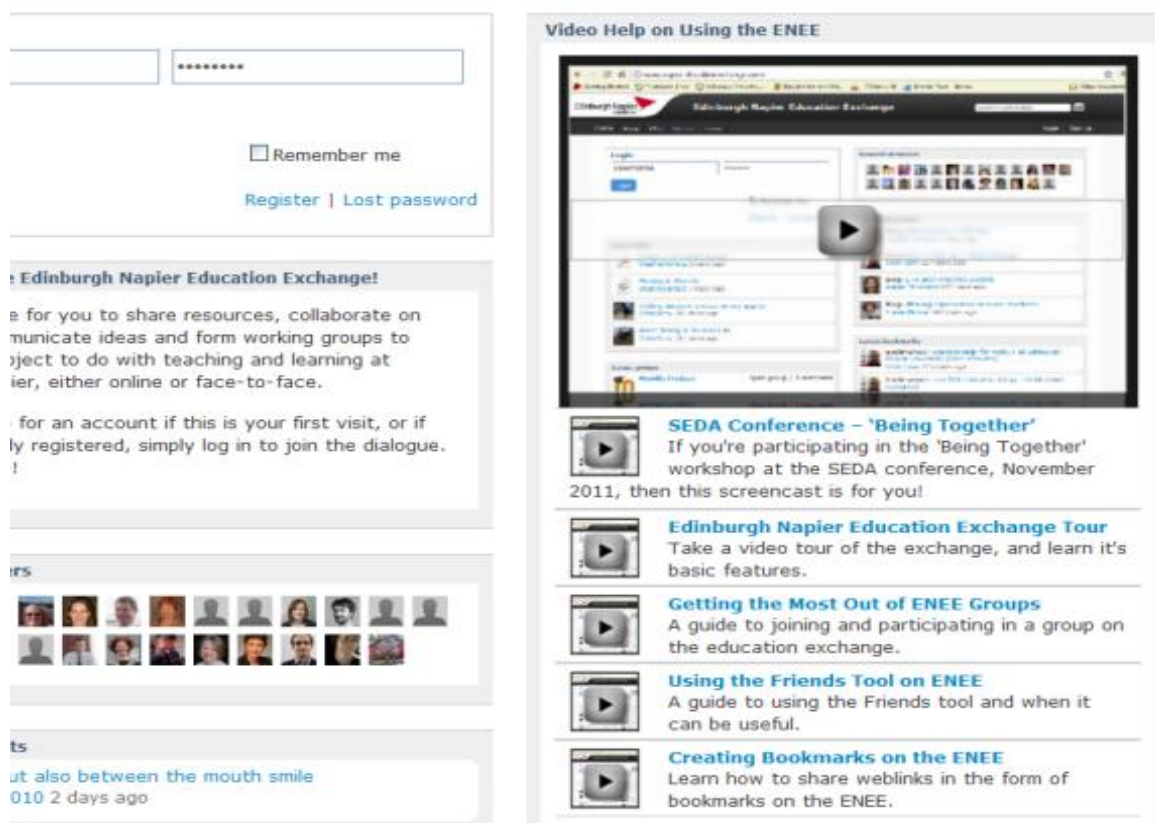 ••••••••
Remember me
Register | Lost password
Edinburgh Napier Education Exchange!
e for you to share resources, collaborate on
municate ideas and form working groups to
bject to do with teaching and learning at
ier, either online or face-to-face.
for an account if this is your first visit, or if
ly registered, simply log in to join the dialogue.
!
rs
ts
ut also between the mouth smile
010 2 days ago
Video Help on Using the ENEE
Edinburgh Napier Education Exchange
Login
SEDA Conference – ‘Being Together’
If you're participating in the 'Being Together'
workshop at the SEDA conference, November
2011, then this screencast is for you!
Edinburgh Napier Education Exchange Tour
Take a video tour of the exchange, and learn it's
basic features.
Getting the Most Out of ENEE Groups
A guide to joining and participating in a group on
the education exchange.
Using the Friends Tool on ENEE
A guide to using the Friends tool and when it
can be useful.
Creating Bookmarks on the ENEE
Learn how to share weblinks in the form of
bookmarks on the ENEE.